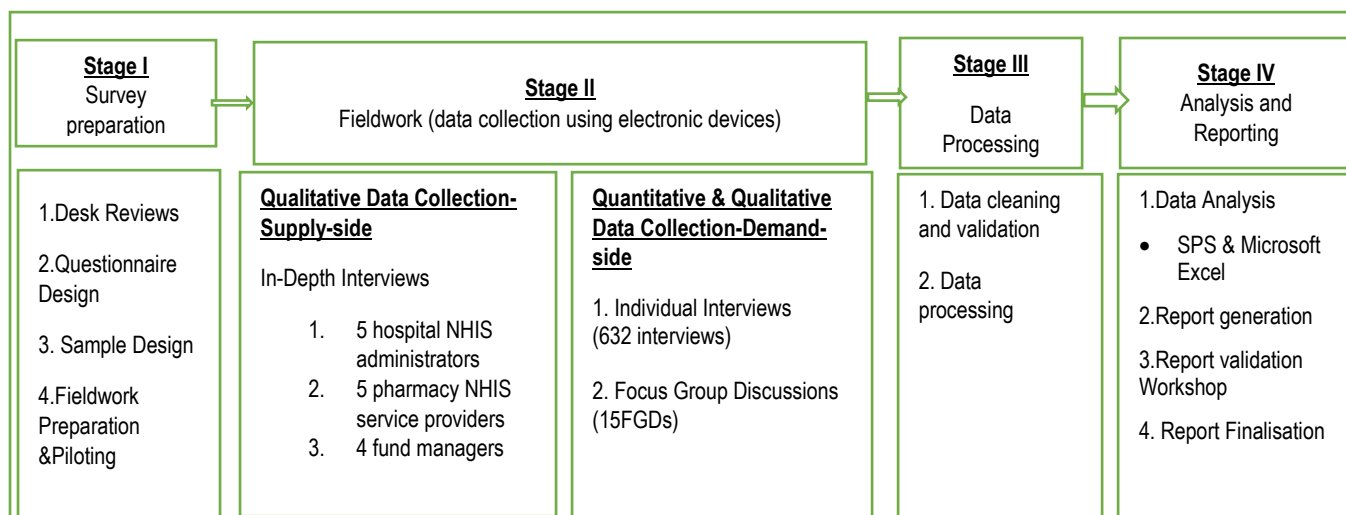 Stage I
Survey
preparation
Stage II
Fieldwork (data collection using electronic devices)
Stage III
Data
Processing
Stage IV
Analysis and
Reporting
1.Desk Reviews
2.Questionnaire
Design
3. Sample Design
4.Fieldwork
Preparation
&Piloting
Qualitative Data Collection-
Supply-side
In-Depth Interviews
1. 5 hospital NHIS
administrators
2. 5 pharmacy NHIS
service providers
3. 4 fund managers
Quantitative & Qualitative
Data Collection-Demand-
side
1. Individual Interviews
(632 interviews)
2. Focus Group Discussions
(15FGDs)
1. Data cleaning
and validation
2. Data
processing
1.Data Analysis
• SPS & Microsoft
Excel
2.Report generation
3.Report validation
Workshop
4. Report Finalisation